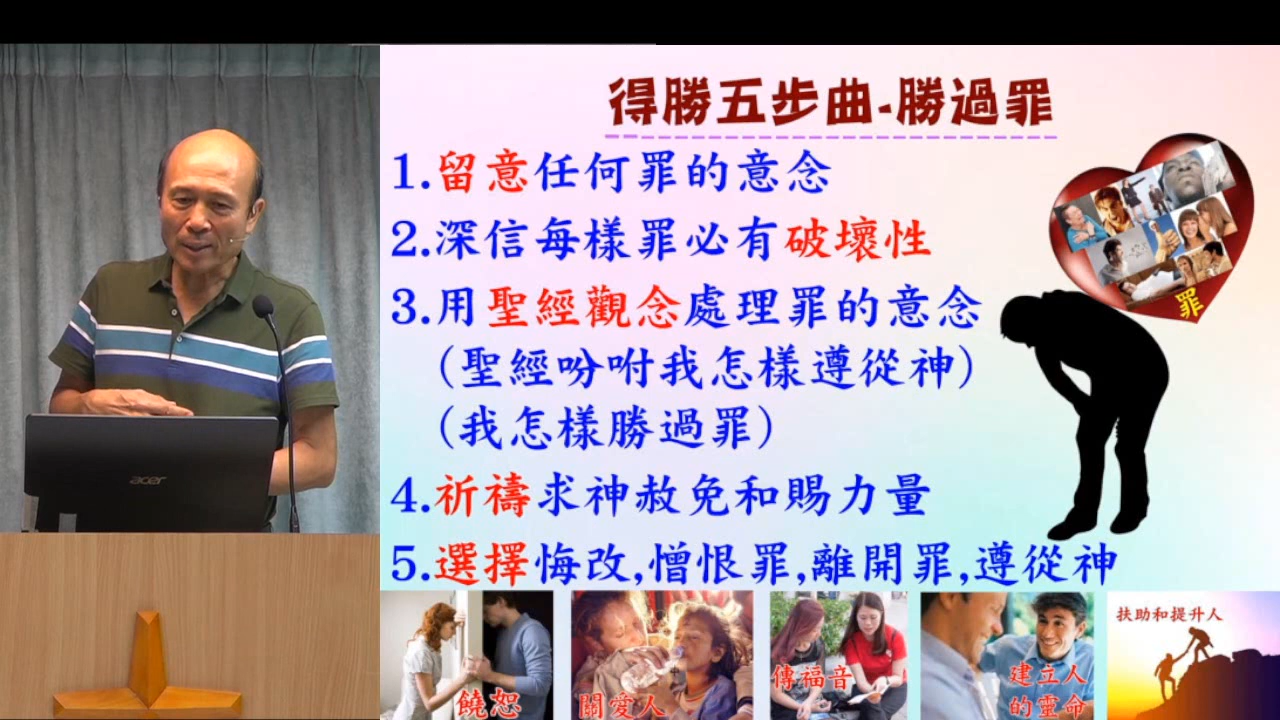 得勝五步曲-勝過罪
1.留意任何罪的意念
2.深信每樣罪必有破壞性
3.用聖經觀念處理罪的意念
(聖經吩咐我怎樣遵從神)
(我怎樣勝過罪)
4.祈禱求神赦免和賜力量
5.選擇悔改,憎恨罪,離開罪,遵從神
罪
acer
饒恕
關愛人
傳福音
建立人
的靈命
扶助和提升人